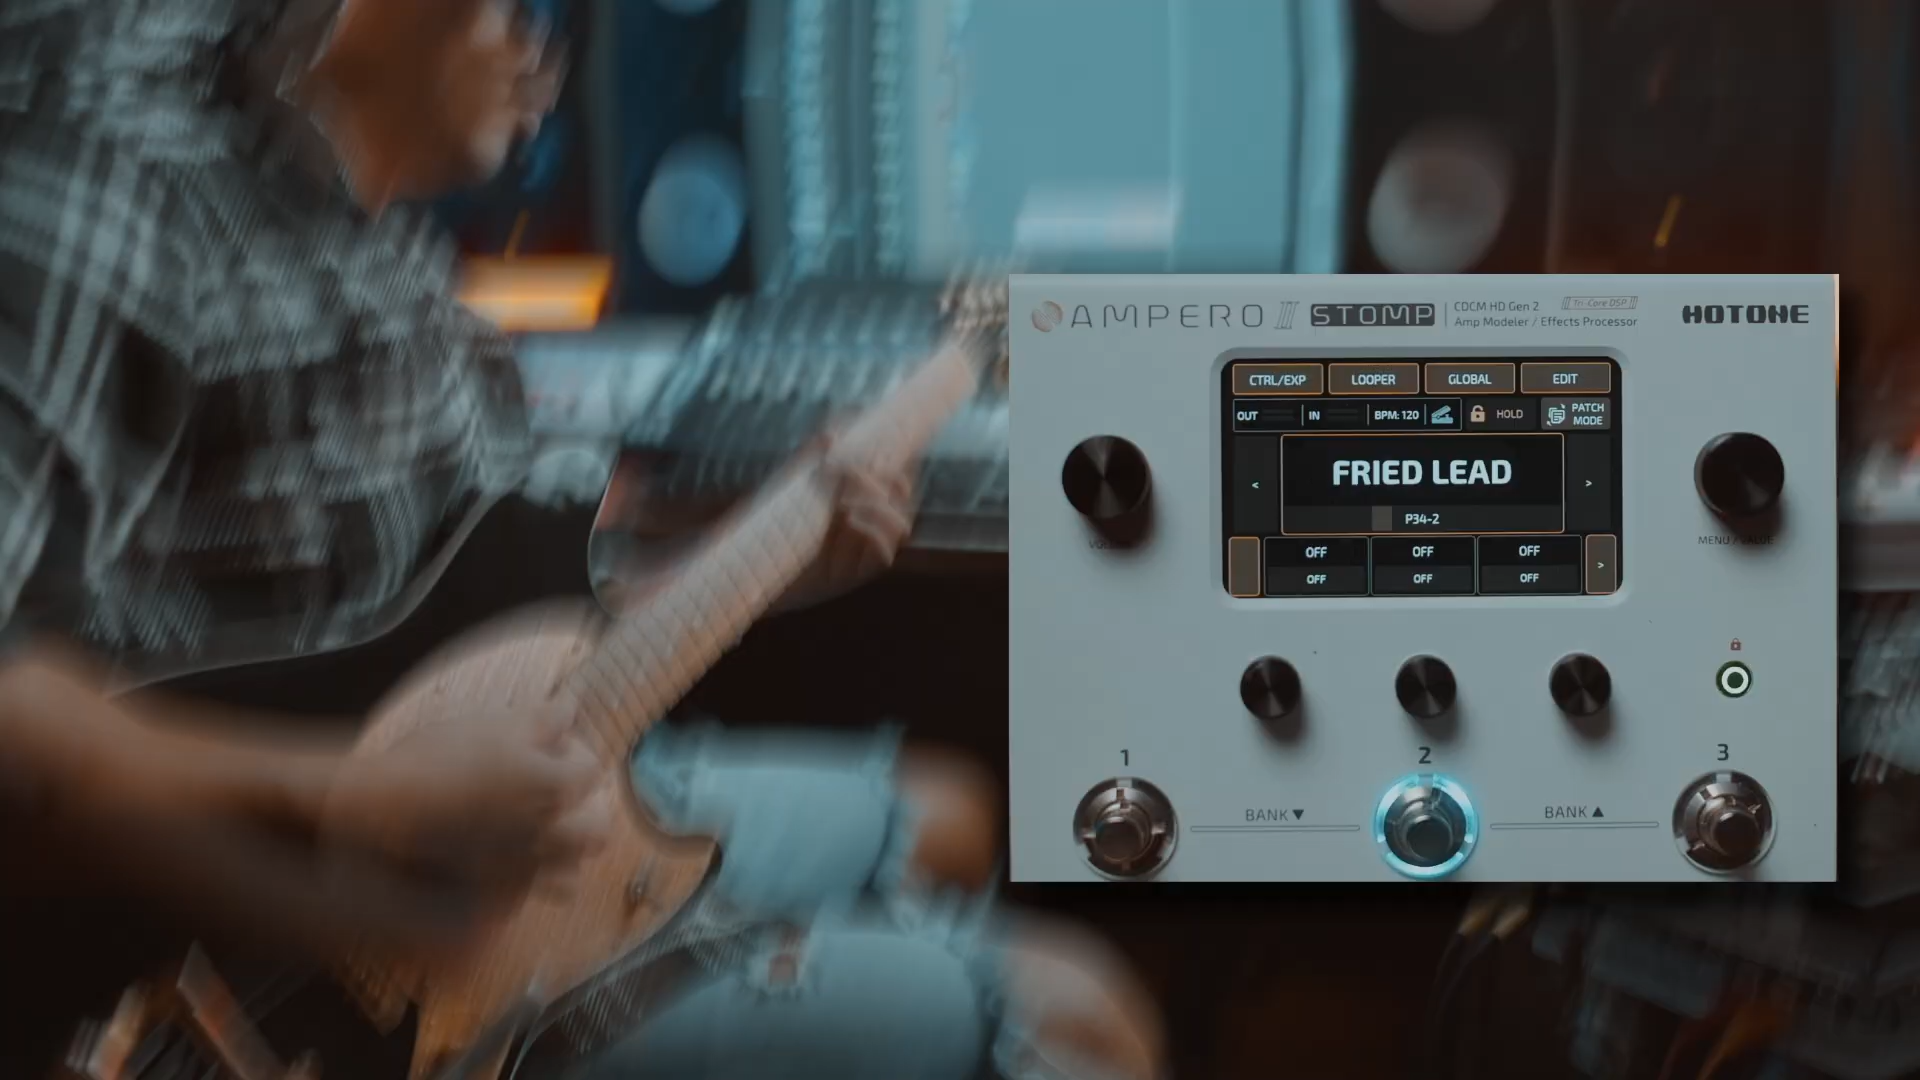 AMPERO II STOMP
CDCM HD Gen 2
Tri-Core DSP
Amp Modeler / Effects Processor
HOTONE
CTRL/EXP
LOOPER
GLOBAL
EDIT
OUT
IN
BPM: 120
HOLD
PATCH
MODE
<
FRIED LEAD
>
P34-2
OFF
OFF
OFF
>
OFF
OFF
OFF
MENU / VALUE
1
2
3
BANK ▼
BANK ▲